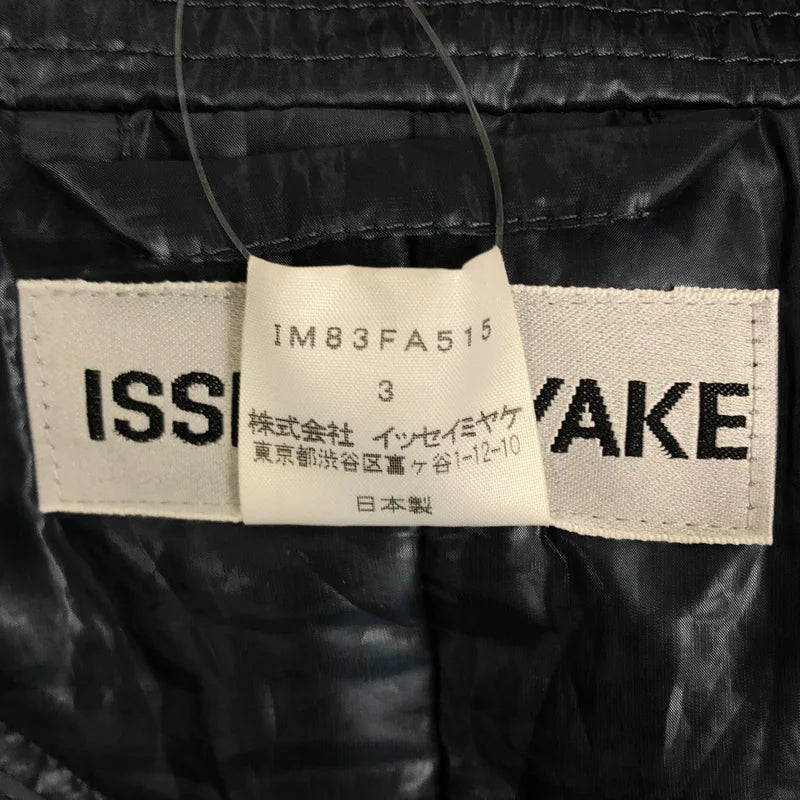 ISS YAKE
IM83FA515
3
株式会社 イッセイミヤケ
東京都渋谷区富ヶ谷1-12-10
日本製